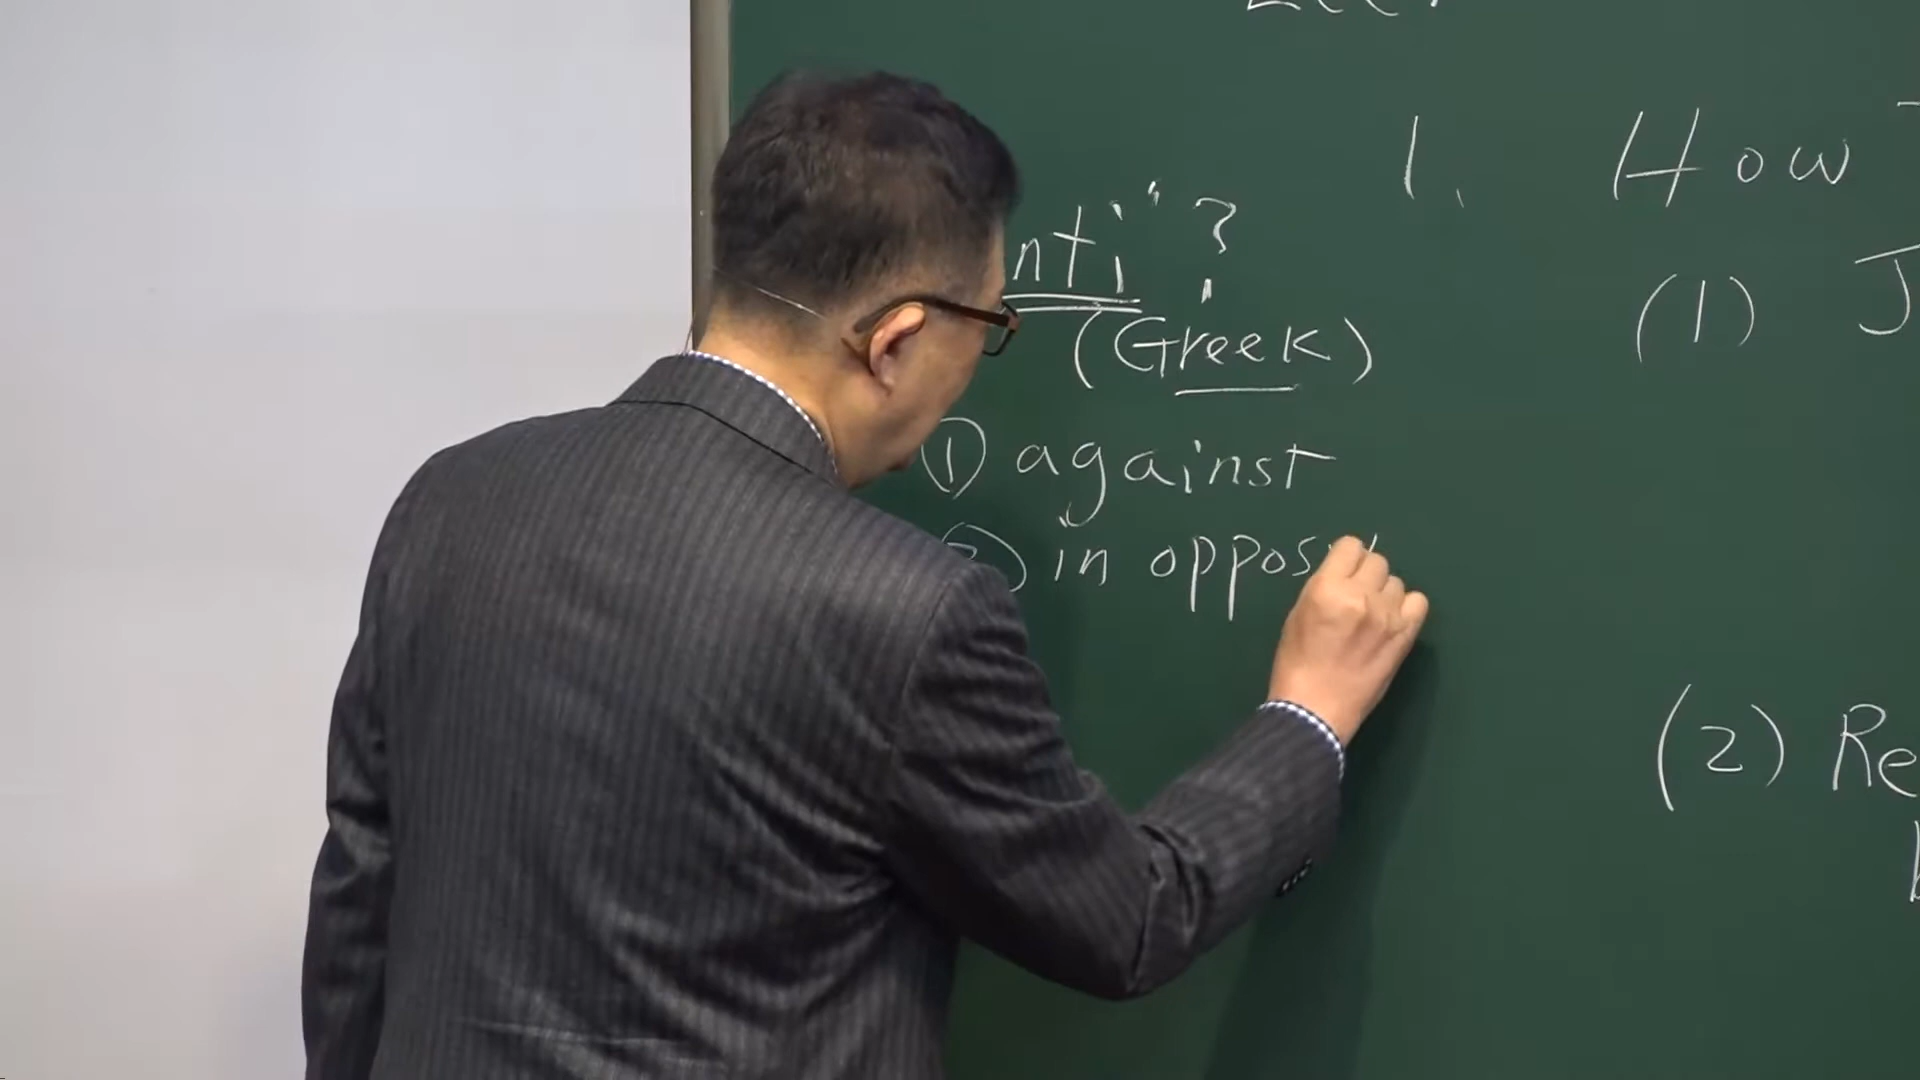 nti" ?
(Greek)
① against
② in oppos
1. How
(1) J
(2) Re